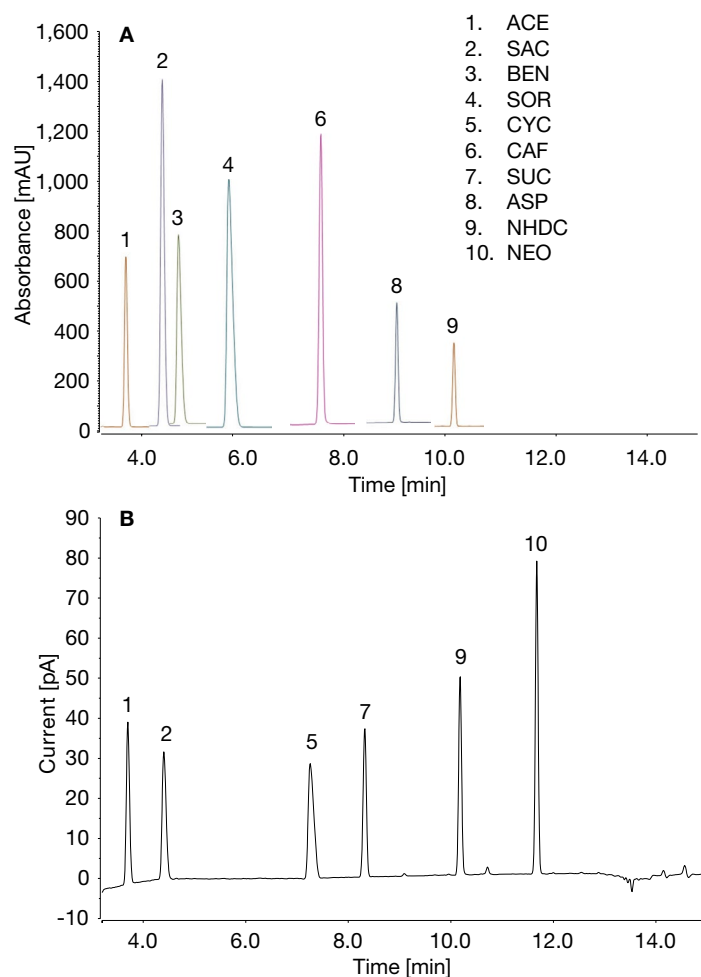 A
1,600
1,400
1,200
1,000
800
600
400
200
0
Absorbance [mAU]
1
2
3
4
6
8
9
1. ACE
2. SAC
3. BEN
4. SOR
5. CYC
6. CAF
7. SUC
8. ASP
9. NHDC
10. NEO
4.0 6.0 8.0 10.0 12.0 14.0
Time [min]
B
90
80
70
60
50
40
30
20
10
0
-10
Current [pA]
1
2
5
7
9
10
4.0 6.0 8.0 10.0 12.0 14.0
Time [min]